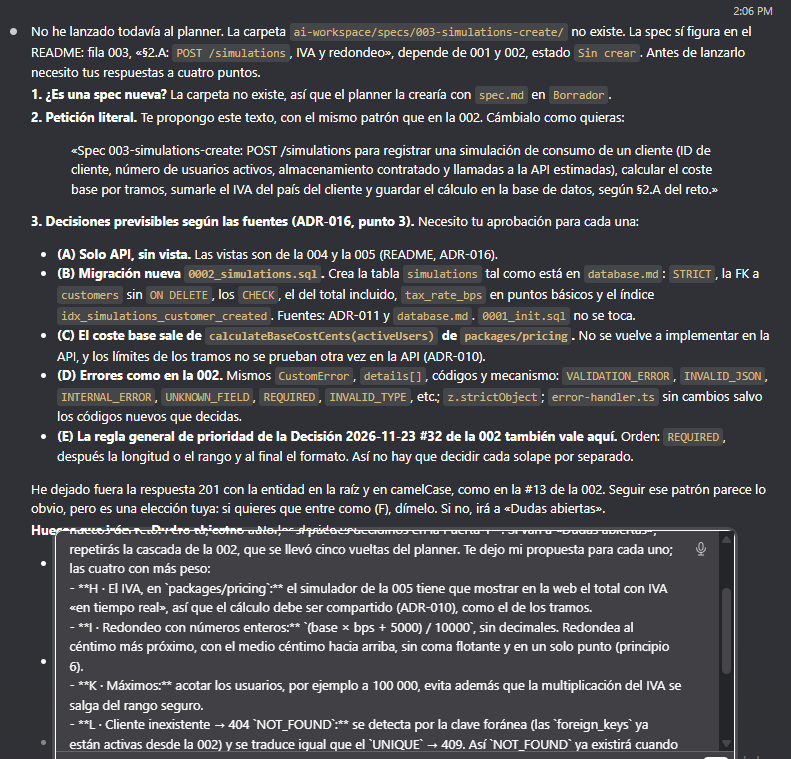 2:06 PM
No he lanzado todavía al planner. La carpeta ai-workspace/specs/003-simulations-create/ no existe. La spec sí figura en el
README: fila 003, «§2.A: POST /simulations, IVA y redondeo», depende de 001 y 002, estado Sin crear. Antes de lanzarlo
necesito tus respuestas a cuatro puntos.
1. ¿Es una spec nueva? La carpeta no existe, así que el planner la crearía con spec.md en Borrador.
2. Petición literal. Te propongo este texto, con el mismo patrón que en la 002. Cámbialo como quieras:
«Spec 003-simulations-create: POST /simulations para registrar una simulación de consumo de un cliente (ID de
cliente, número de usuarios activos, almacenamiento contratado y llamadas a la API estimadas), calcular el coste
base por tramos, sumarle el IVA del país del cliente y guardar el cálculo en la base de datos, según §2.A del reto.»
3. Decisiones previsibles según las fuentes (ADR-016, punto 3). Necesito tu aprobación para cada una:
• (A) Solo API, sin vista. Las vistas son de la 004 y la 005 (README, ADR-016).
• (B) Migración nueva 0002_simulations.sql. Crea la tabla simulations tal como está en database.md: STRICT, la FK a
customers sin ON DELETE, los CHECK, el del total incluido, tax_rate_bps en puntos básicos y el índice
idx_simulations_customer_created. Fuentes: ADR-011 y database.md. 0001_init.sql no se toca.
• (C) El coste base sale de calculateBaseCostCents(activeUsers) de packages/pricing. No se vuelve a implementar en la
API, y los límites de los tramos no se prueban otra vez en la API (ADR-010).
• (D) Errores como en la 002. Mismos CustomError, details[], códigos y mecanismo: VALIDATION_ERROR, INVALID_JSON,
INTERNAL_ERROR, UNKNOWN_FIELD, REQUIRED, INVALID_TYPE, etc.; z.strictObject; error-handler.ts sin cambios salvo
los códigos nuevos que decidas.
• (E) La regla general de prioridad de la Decisión 2026-11-23 #32 de la 002 también vale aquí. Orden: REQUIRED,
después la longitud o el rango y al final el formato. Así no hay que decidir cada solape por separado.
He dejado fuera la respuesta 201 con la entidad en la raíz y en camelCase, como en la #13 de la 002. Seguir ese patrón parece lo
obvio, pero es una elección tuya: si quieres que entre como (F), dímelo. Si no, irá a «Dudas abiertas».
repetirás la cascada de la 002, que se llevó cinco vueltas del planner. Te dejo mi propuesta para cada uno;
las cuatro con más peso:
- **H · El IVA, en `packages/pricing`:** el simulador de la 005 tiene que mostrar en la web el total con IVA
«en tiempo real», así que el cálculo debe ser compartido (ADR-010), como el de los tramos.
- **I · Redondeo con números enteros:** `(base × bps + 5000) / 10000`, sin decimales. Redondea al
céntimo más próximo, con el medio céntimo hacia arriba, sin coma flotante y en un solo punto (principio
6).
- **K · Máximos:** acotar los usuarios, por ejemplo a 100 000, evita además que la multiplicación del IVA se
salga del rango seguro.
- **L · Cliente inexistente → 404 `NOT_FOUND`:** se detecta por la clave foránea (las `foreign_keys` ya
están activas desde la 002) y se traduce igual que el `UNIQUE` → 409. Así `NOT_FOUND` ya existirá cuando